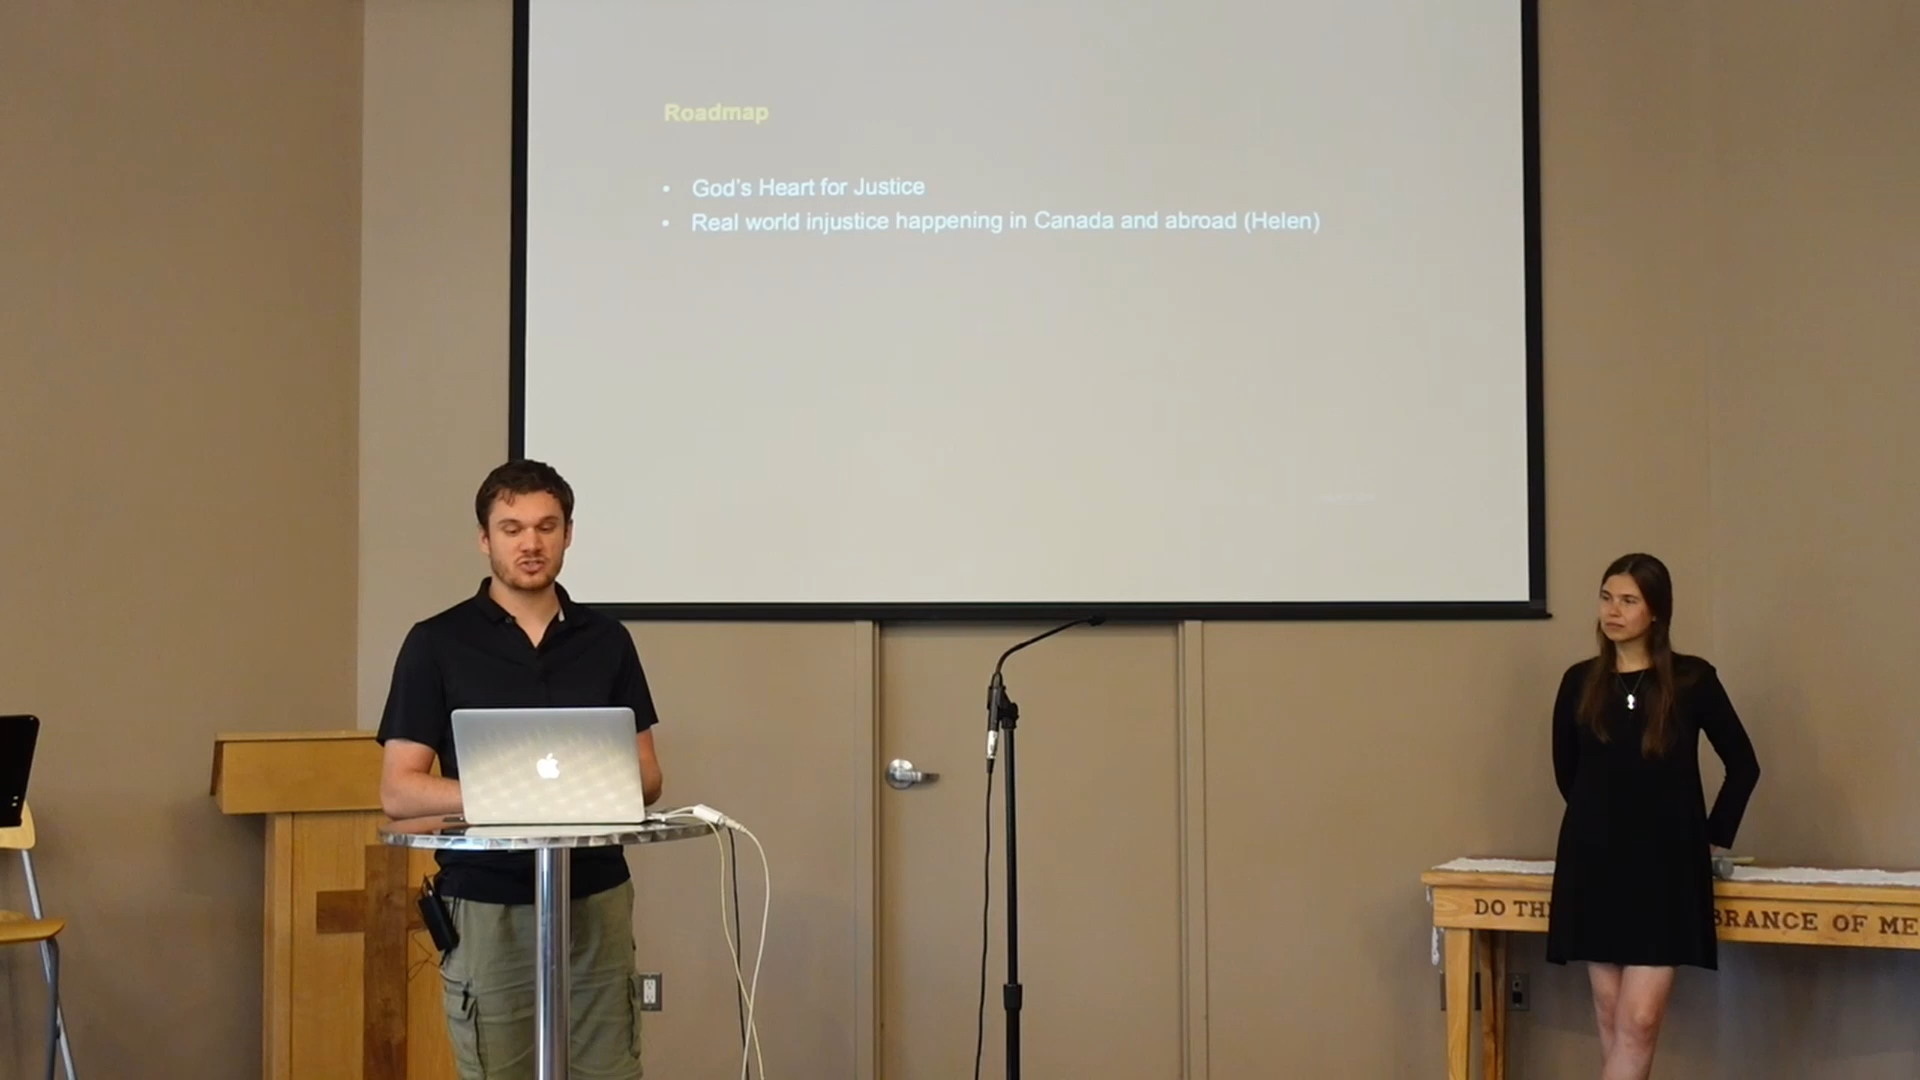 Roadmap
• God's Heart for Justice
• Real world injustice happening in Canada and abroad (Helen)
DO TH BRANCE OF ME